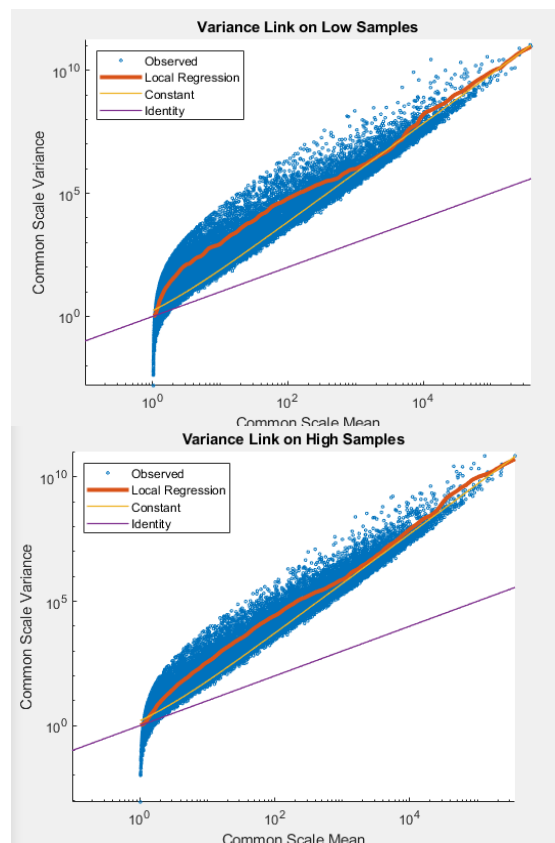 Variance Link on Low Samples
Observed
Local Regression
Constant
Identity
Common Scale Variance
10^10
10^5
10^0
10^0
10^2
10^4
Common Scale Mean
Variance Link on High Samples
Observed
Local Regression
Constant
Identity
Common Scale Variance
10^10
10^5
10^0
10^0
10^2
10^4
Common Scale Mean